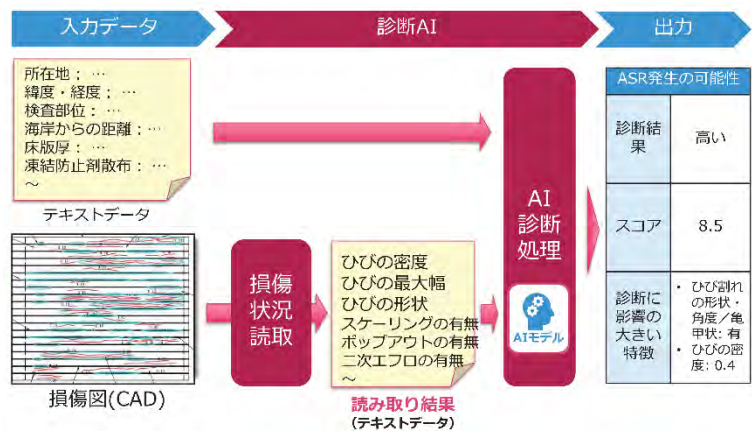 入力データ
診断AI
出力
所在地： …
緯度・経度： …
検査部位： …
海岸からの距離： …
床版厚： …
凍結防止剤散布： …
～
テキストデータ
損傷図(CAD)
損傷
状況
読取
ひびの密度
ひびの最大幅
ひびの形状
スケーリングの有無
ポップアウトの有無
二次エフロの有無
～
読み取り結果
(テキストデータ)
AI
診断
処理
AIモデル
ASR発生の可能性
診断結
果
高い
スコア
8.5
診断に
影響の
大きい
特徴
• ひび割れ
の形状・
角度／亀
甲状: 有
• ひびの密
度: 0.4